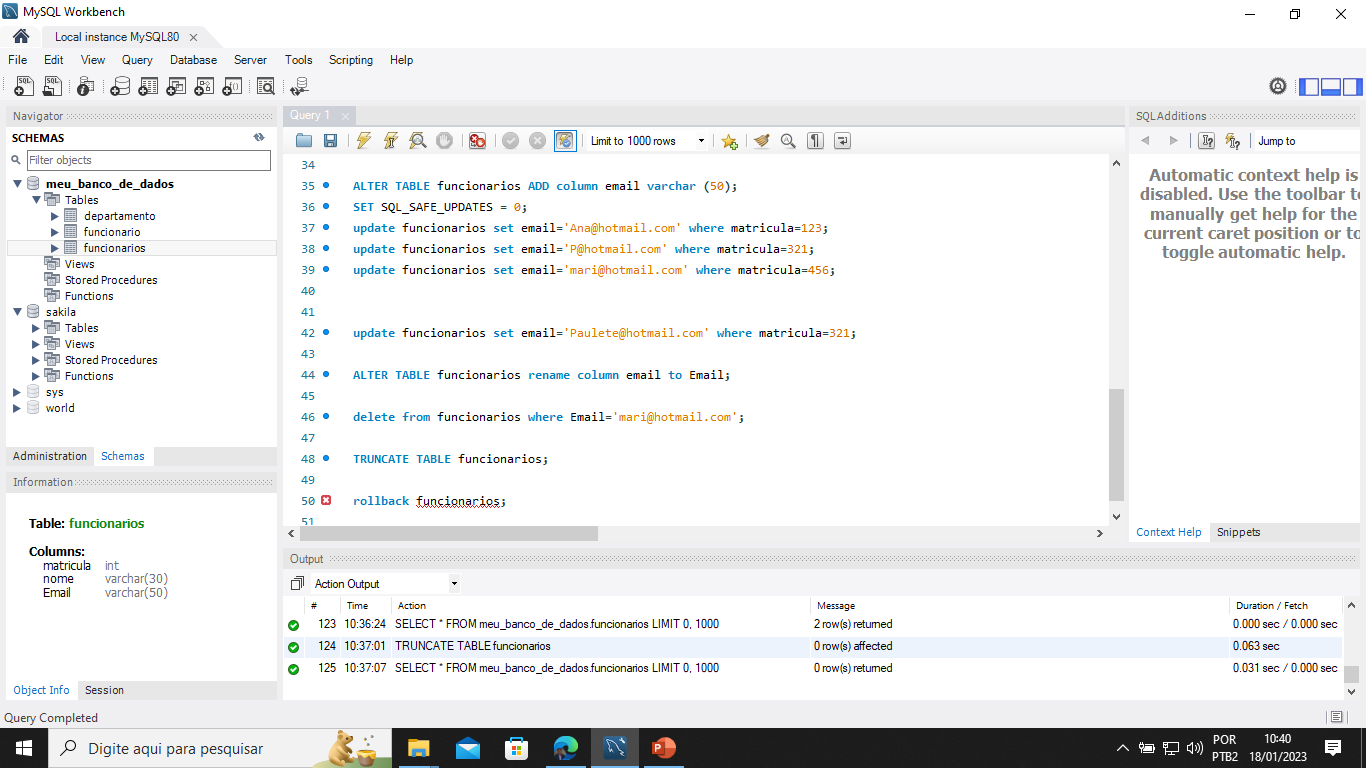 MySQL Workbench
Local instance MySQL80
File Edit View Query Database Server Tools Scripting Help
Navigator
SCHEMAS
Filter objects
meu_banco_de_dados
Tables
departamento
funcionario
funcionarios
Views
Stored Procedures
Functions
sakila
Tables
Views
Stored Procedures
Functions
sys
world
Administration Schemas
Information
Table: funcionarios
Columns:
matricula int
nome varchar(30)
Email varchar(50)
Object Info Session
Query 1
Limit to 1000 rows
34
35 ALTER TABLE funcionarios ADD column email varchar (50);
36 SET SQL_SAFE_UPDATES = 0;
37 update funcionarios set email='Ana@hotmail.com' where matricula=123;
38 update funcionarios set email='P@hotmail.com' where matricula=321;
39 update funcionarios set email='mari@hotmail.com' where matricula=456;
40
41
42 update funcionarios set email='Paulete@hotmail.com' where matricula=321;
43
44 ALTER TABLE funcionarios rename column email to Email;
45
46 delete from funcionarios where Email='mari@hotmail.com';
47
48 TRUNCATE TABLE funcionarios;
49
50 rollback funcionarios;
51
SQLAdditions
Jump to
Automatic context help is
disabled. Use the toolbar to
manually get help for the
current caret position or to
toggle automatic help.
Context Help Snippets
Output
Action Output
# Time Action Message Duration / Fetch
123 10:36:24 SELECT * FROM meu_banco_de_dados.funcionarios LIMIT 0, 1000 2 row(s) returned 0.000 sec / 0.000 sec
124 10:37:01 TRUNCATE TABLE funcionarios 0 row(s) affected 0.063 sec
125 10:37:07 SELECT * FROM meu_banco_de_dados.funcionarios LIMIT 0, 1000 0 row(s) returned 0.031 sec / 0.000 sec
Query Completed
Digite aqui para pesquisar
POR
PTB2
10:40
18/01/2023